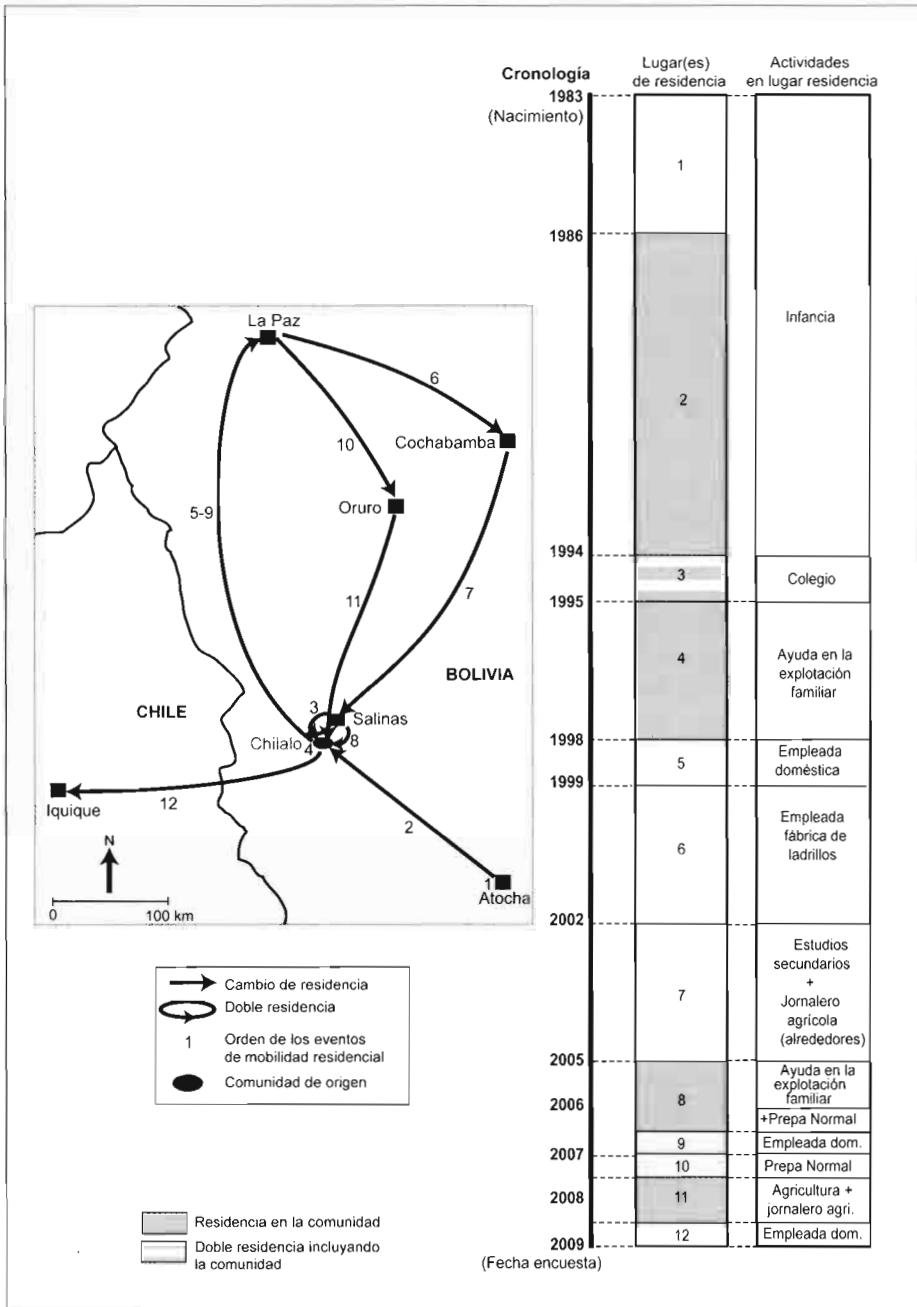 Cronología
Lugar(es)
de residencia
Actividades
en lugar residencia
1983
(Nacimiento)
1
1986
Infancia
2
1994
3
Colegio
1995
4
Ayuda en la
explotación
familiar
1998
5
Empleada
doméstica
1999
6
Empleada
fábrica de
ladrillos
2002
7
Estudios
secundarios
+
Jornalero
agrícola
(alrededores)
2005
8
Ayuda en la
explotación
familiar
2006
+Prepa Normal
9
Empleada dom.
2007
10
Prepa Normal
2008
11
Agricultura +
jornalero agri.
12
Empleada dom.
2009
(Fecha encuesta)
La Paz
6
Cochabamba
10
Oruro
5-9
11
7
BOLIVIA
CHILE
3
Salinas
Chilalo
4
8
Iquique
12
2
N
1
Atocha
0
100 km
Cambio de residencia
Doble residencia
1
Orden de los eventos
de mobilidad residencial
Comunidad de origen
Residencia en la comunidad
Doble residencia incluyando
la comunidad